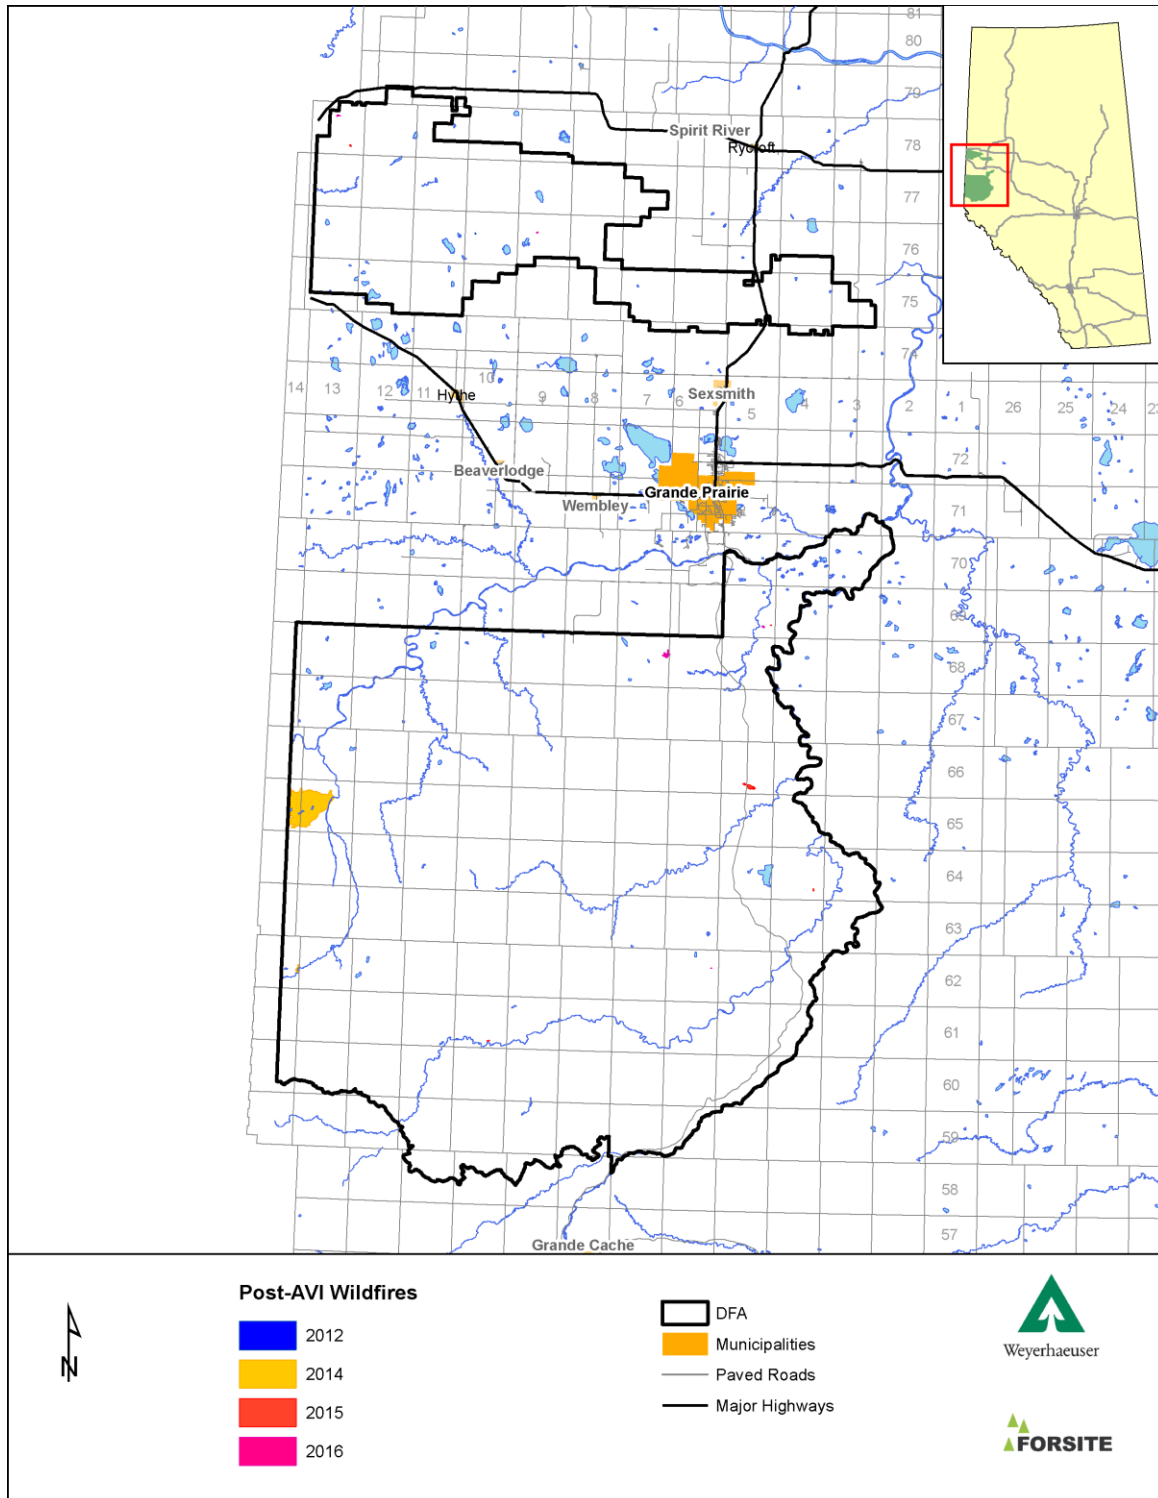 81
80
79
Spirit River
78
Rycroft
77
76
75
74
14 13 12 11 10 9 8 7 6 5 4 3 2 1 26 25 24 23
Hythe
Sexsmith
72
Beaverlodge
Grande Prairie
Wembley
71
70
69
68
67
66
65
64
63
62
61
60
59
58
57
Grande Cache
Post-AVI Wildfires
2012
2014
2015
2016
N
DFA
Municipalities
Paved Roads
Major Highways
Weyerhaeuser
FORSITE